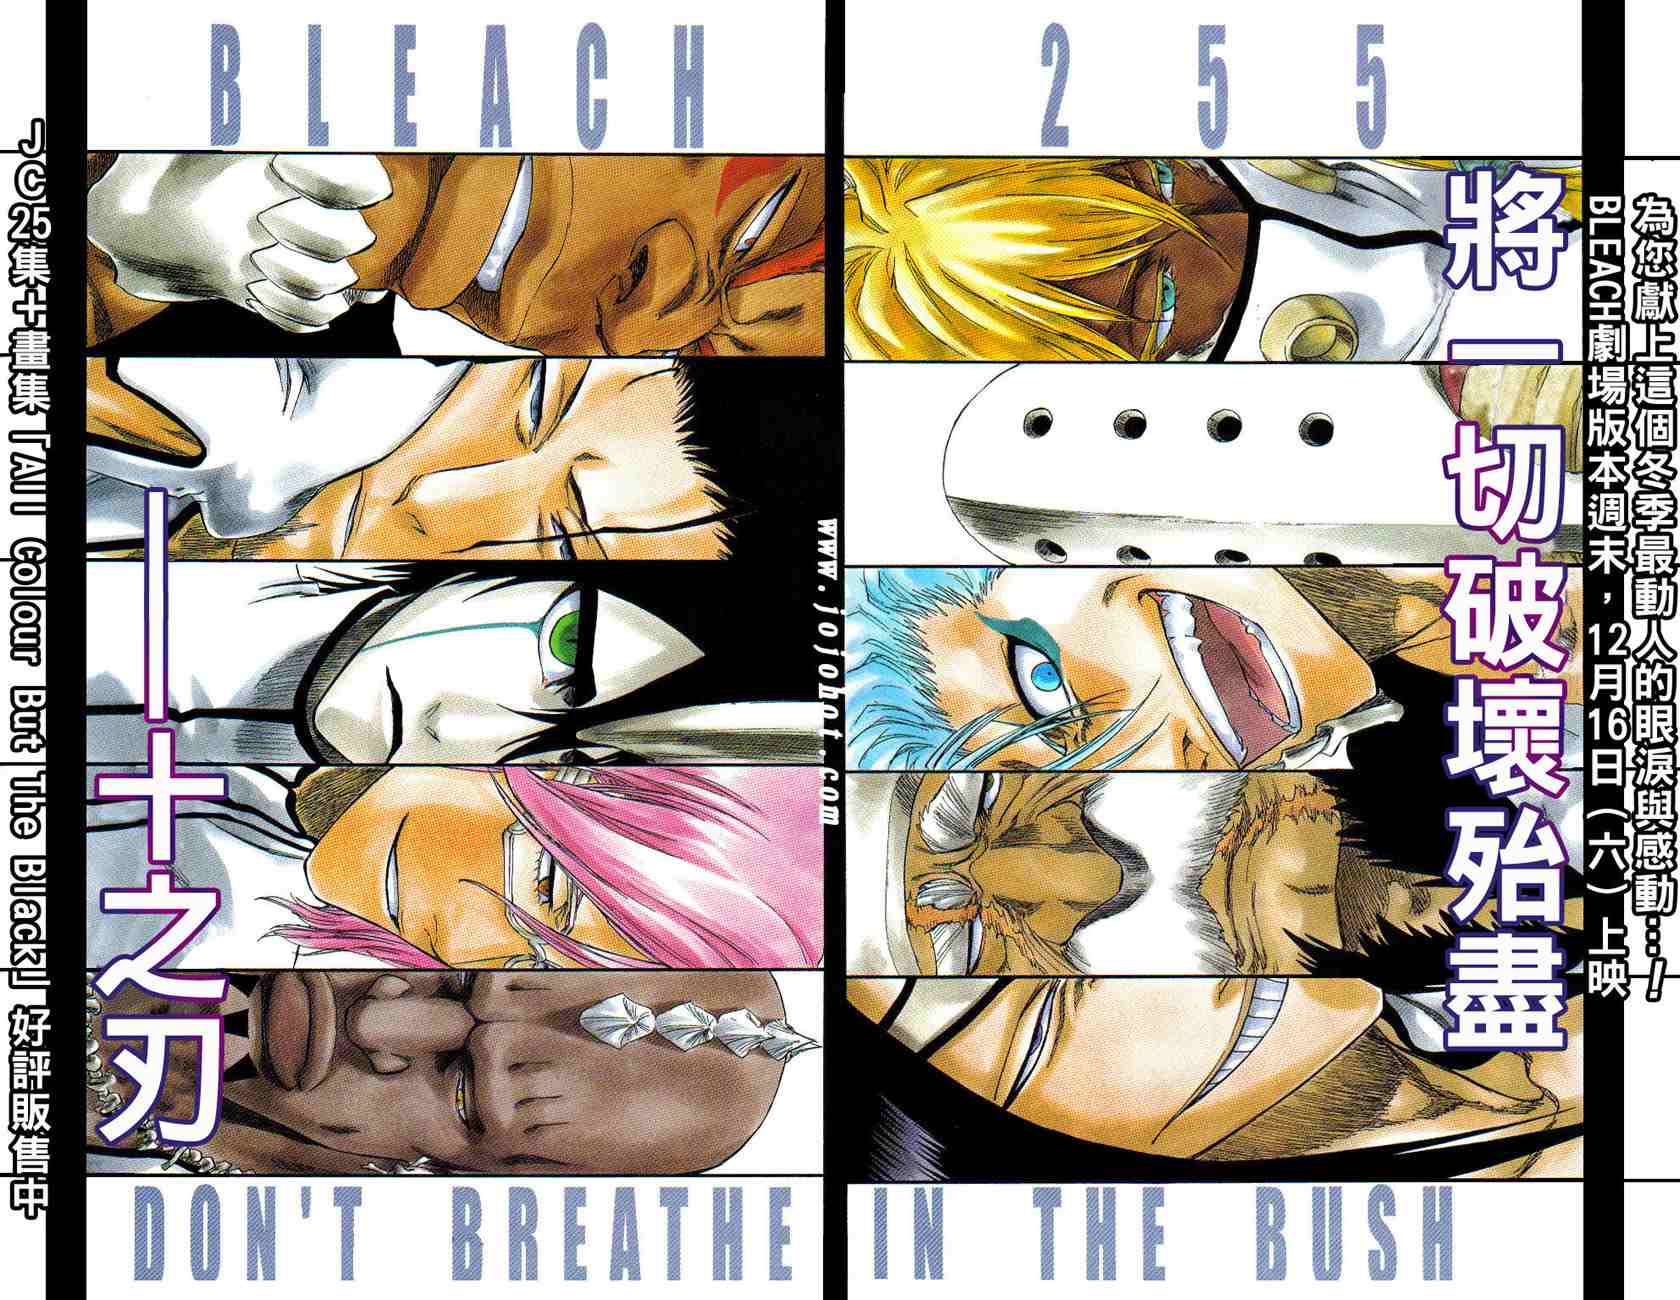 BLEACH 255
為您獻上這個冬季最動人的眼淚與感動…!
BLEACH劇場版本週末，12月16日（六）上映
將一切破壞殆盡
www.jojohot.com
——十之刃
JC25集＋畫集「All Colour But The Black」好評販售中
DON'T BREATHE IN THE BUSH